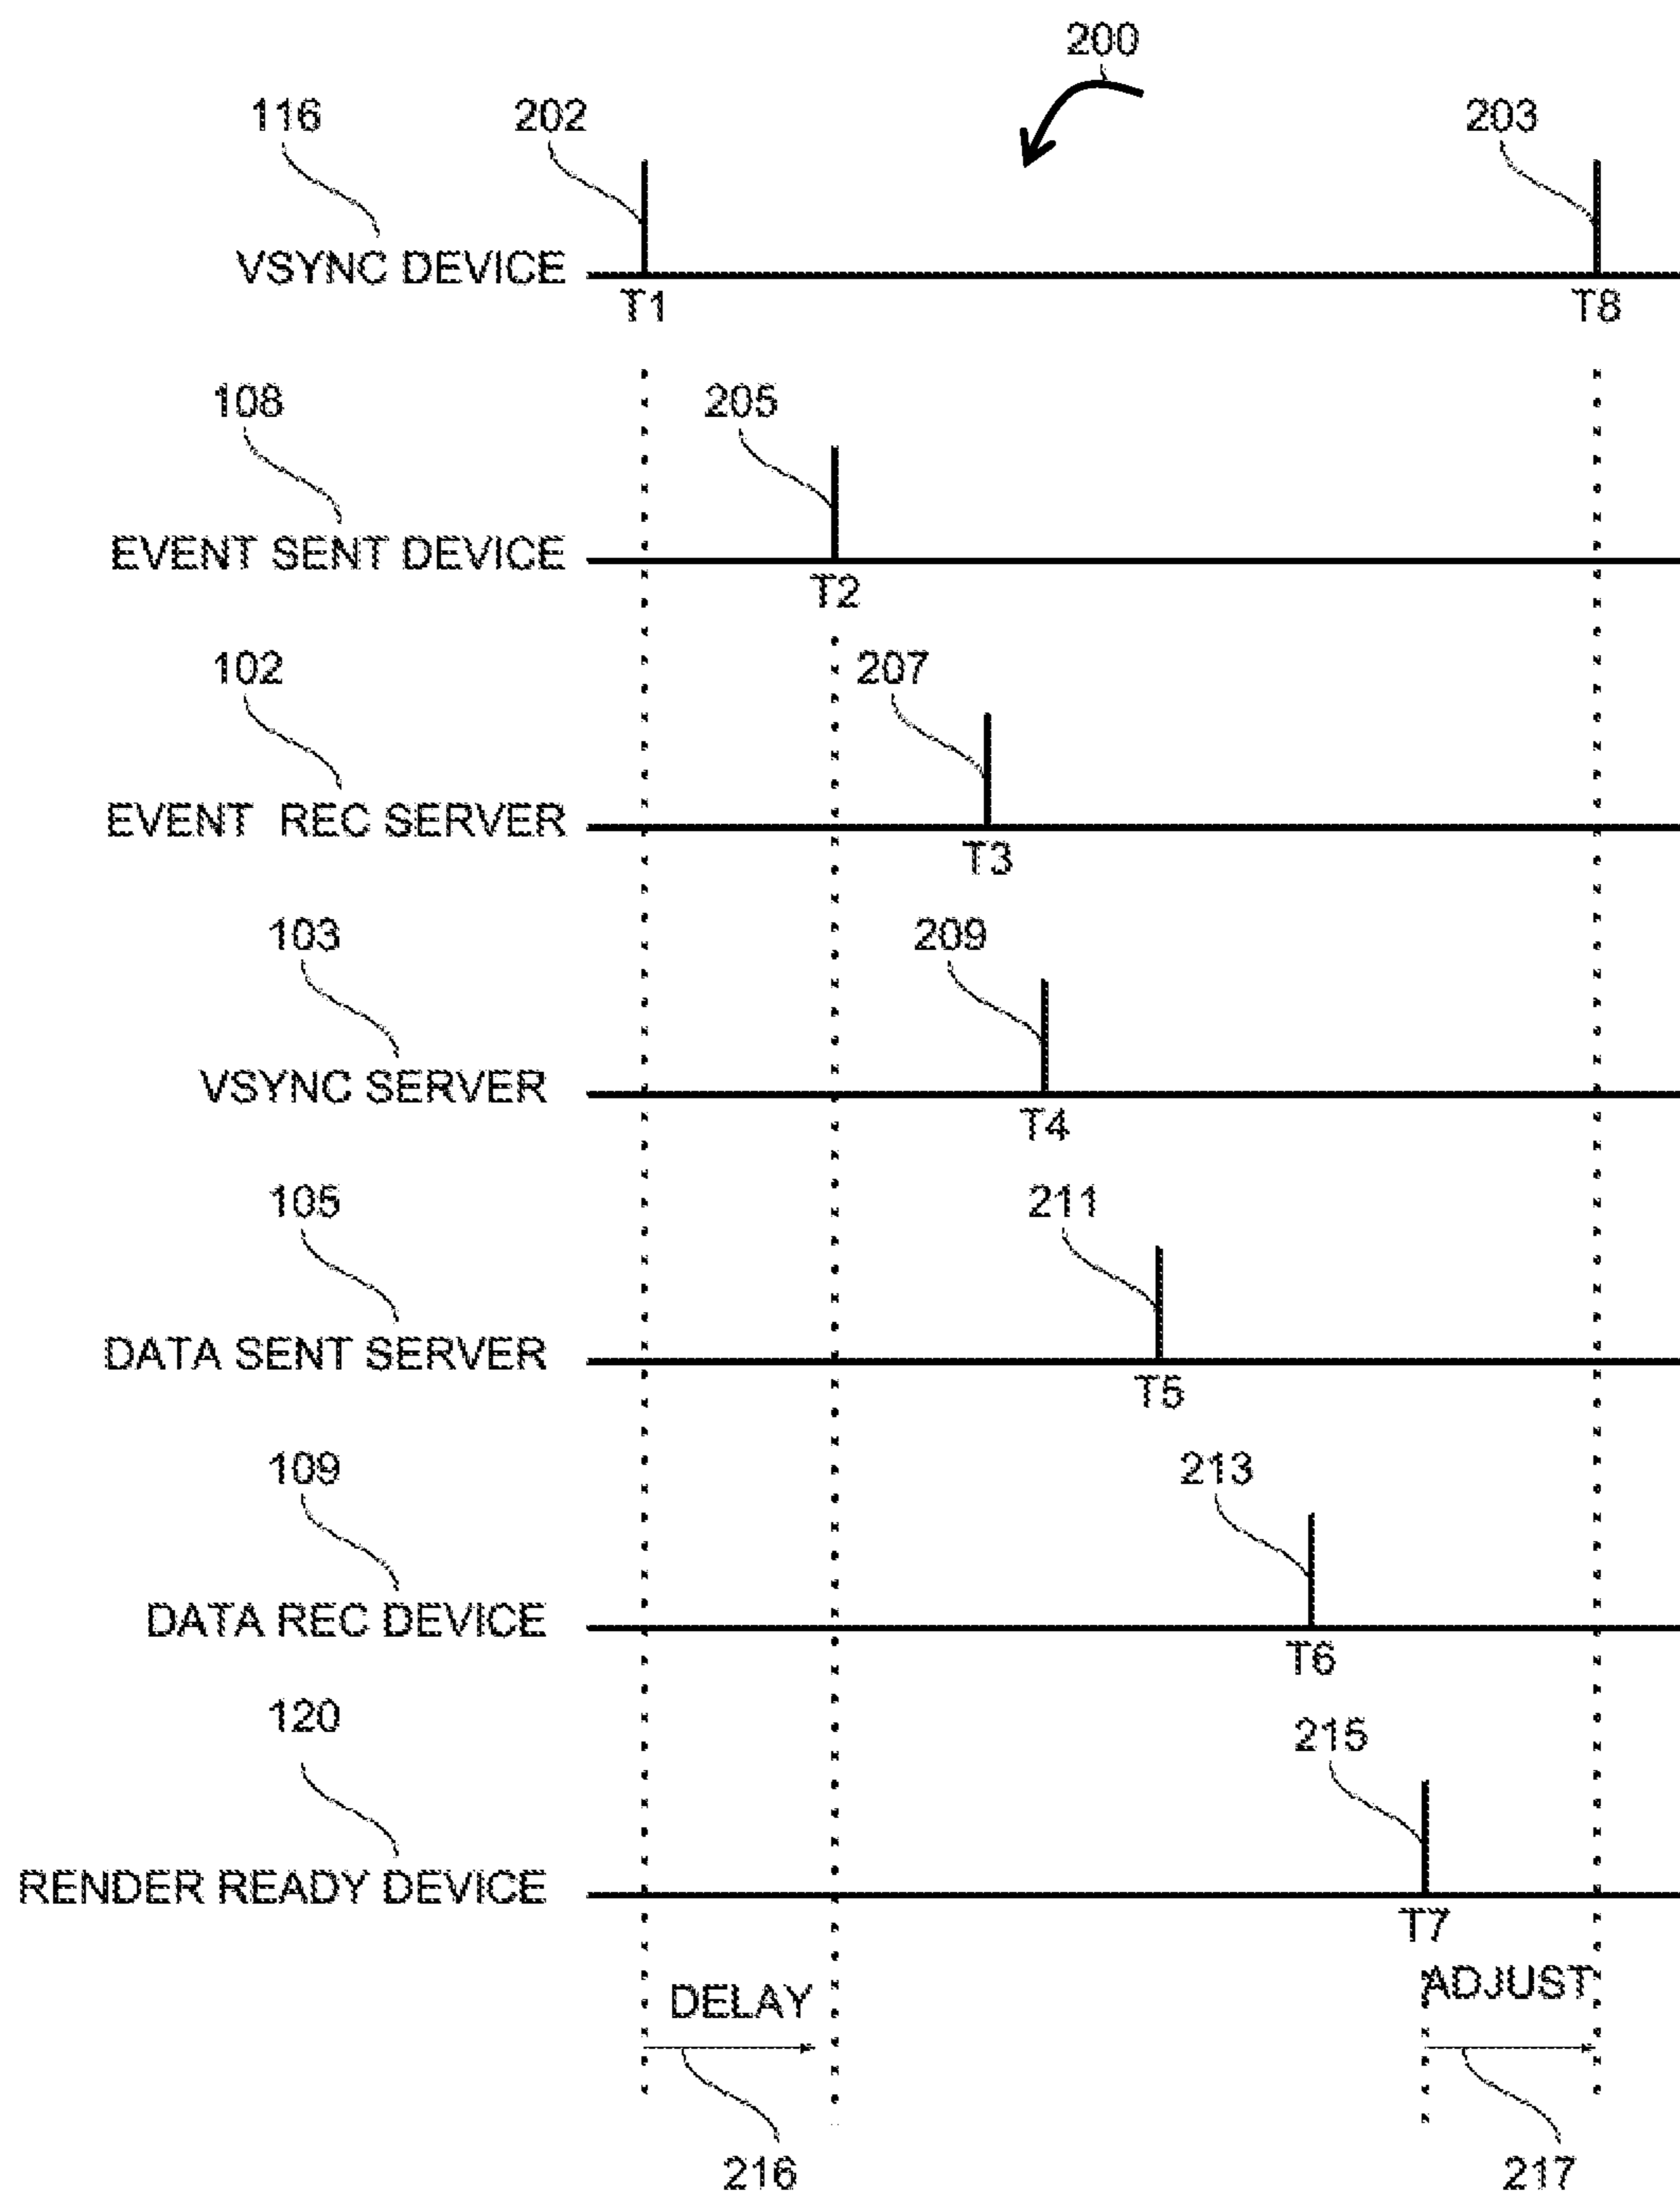 200
116 202 203
VSYNC DEVICE
T1 T8
108 205
EVENT SENT DEVICE
T2
102 207
EVENT REC SERVER
T3
103 209
VSYNC SERVER
T4
105 211
DATA SENT SERVER
T5
109 213
DATA REC DEVICE
T6
120 215
RENDER READY DEVICE
T7
DELAY ADJUST
216 217